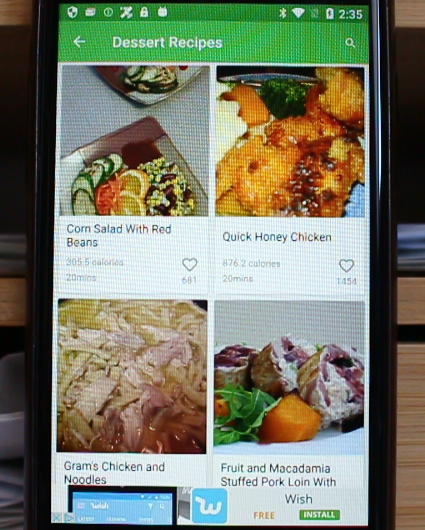 2:35
Dessert Recipes
Corn Salad With Red
Beans
305.5 calories
20mins
681
Quick Honey Chicken
876.2 calories
20mins
1454
Gram's Chicken and
Noodles
Fruit and Macadamia
Stuffed Pork Loin With
Wish
FREE
INSTALL